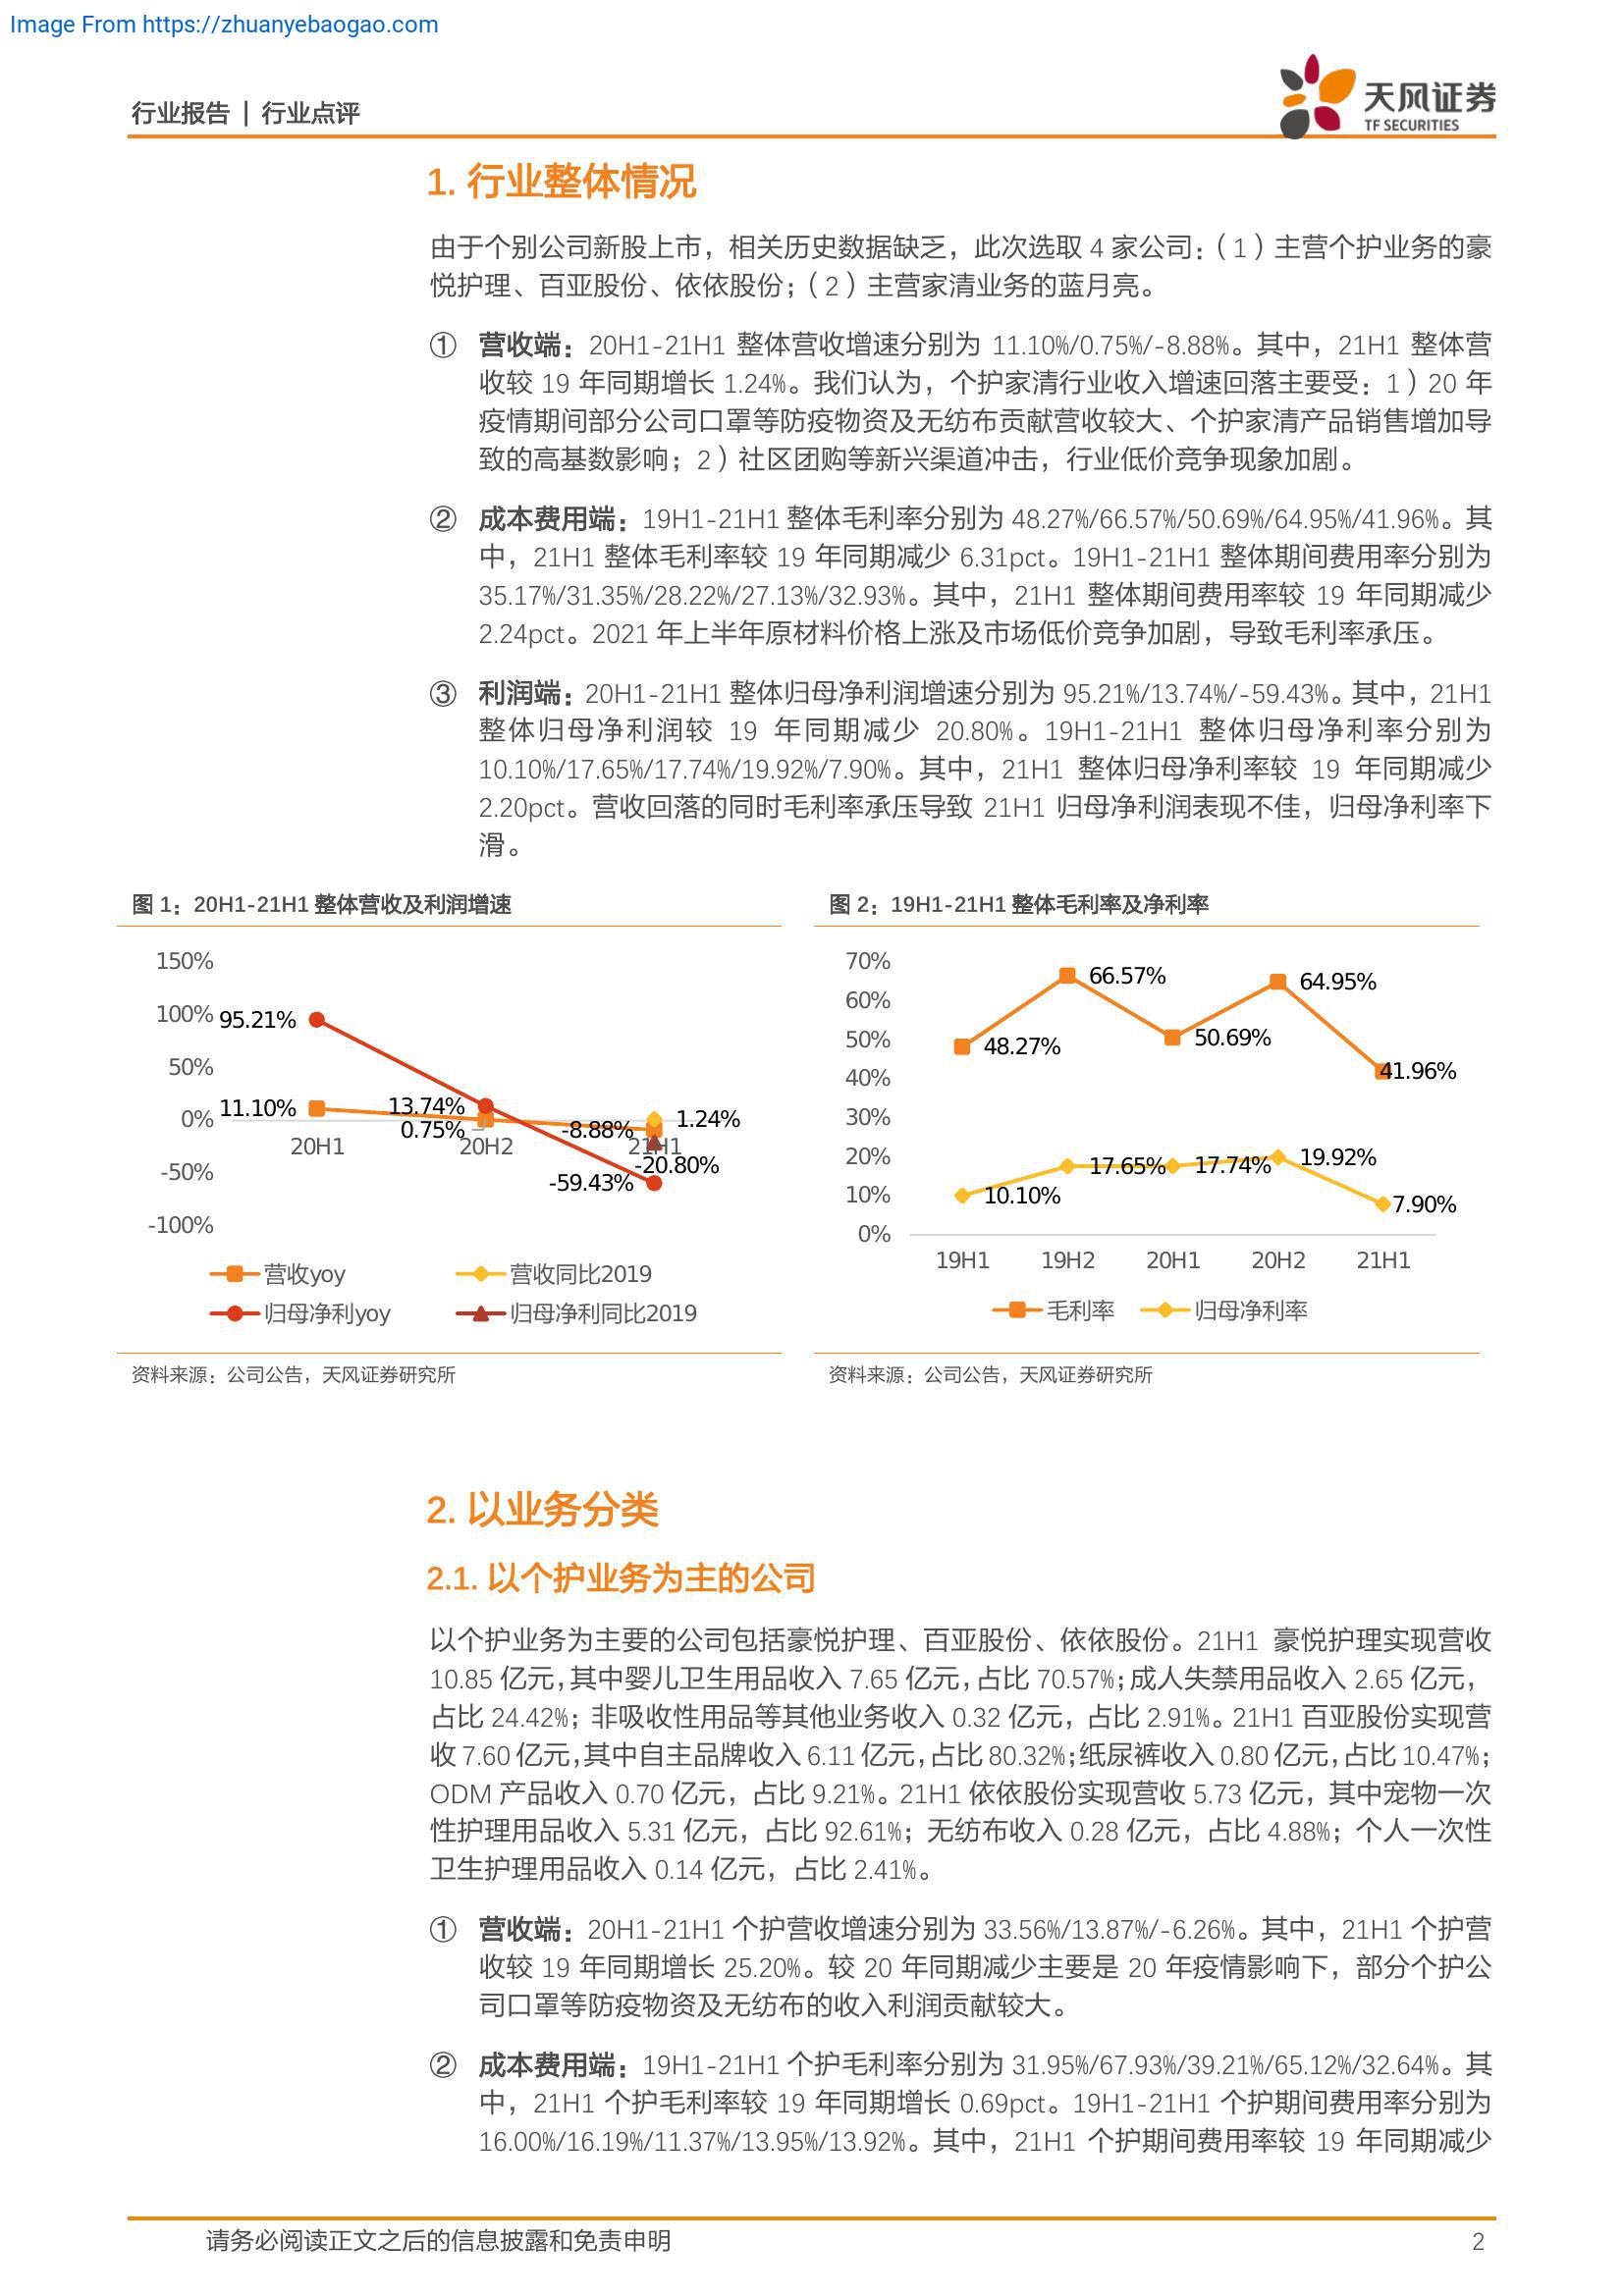 Image From https://zhuanyebaogao.com
行业报告 | 行业点评
天风证券
TF SECURITIES
1. 行业整体情况
由于个别公司新股上市，相关历史数据缺乏，此次选取 4 家公司：（1）主营个护业务的豪
悦护理、百亚股份、依依股份；（2）主营家清业务的蓝月亮。
① 营收端：20H1-21H1 整体营收增速分别为 11.10%/0.75%/-8.88%。其中，21H1 整体营
收较 19 年同期增长 1.24%。我们认为，个护家清行业收入增速回落主要受：1）20 年
疫情期间部分公司口罩等防疫物资及无纺布贡献营收较大、个护家清产品销售增加导
致的高基数影响；2）社区团购等新兴渠道冲击，行业低价竞争现象加剧。
② 成本费用端：19H1-21H1 整体毛利率分别为 48.27%/66.57%/50.69%/64.95%/41.96%。其
中，21H1 整体毛利率较 19 年同期减少 6.31pct。19H1-21H1 整体期间费用率分别为
35.17%/31.35%/28.22%/27.13%/32.93%。其中，21H1 整体期间费用率较 19 年同期减少
2.24pct。2021 年上半年原材料价格上涨及市场低价竞争加剧，导致毛利率承压。
③ 利润端：20H1-21H1 整体归母净利润增速分别为 95.21%/13.74%/-59.43%。其中，21H1
整体归母净利润较 19 年同期减少 20.80%。19H1-21H1 整体归母净利率分别为
10.10%/17.65%/17.74%/19.92%/7.90%。其中，21H1 整体归母净利率较 19 年同期减少
2.20pct。营收回落的同时毛利率承压导致 21H1 归母净利润表现不佳，归母净利率下
滑。
图 1：20H1-21H1 整体营收及利润增速
150%
100%
50%
0%
-50%
-100%
95.21%
11.10%
13.74%
0.75%
-8.88%
1.24%
-20.80%
-59.43%
20H1
20H2
21H1
营收yoy
营收同比2019
归母净利yoy
归母净利同比2019
资料来源：公司公告，天风证券研究所
图 2：19H1-21H1 整体毛利率及净利率
70%
60%
50%
40%
30%
20%
10%
0%
48.27%
66.57%
50.69%
64.95%
41.96%
10.10%
17.65%
17.74%
19.92%
7.90%
19H1
19H2
20H1
20H2
21H1
毛利率
归母净利率
资料来源：公司公告，天风证券研究所
2. 以业务分类
2.1. 以个护业务为主的公司
以个护业务为主要的公司包括豪悦护理、百亚股份、依依股份。21H1 豪悦护理实现营收
10.85 亿元，其中婴儿卫生用品收入 7.65 亿元，占比 70.57%；成人失禁用品收入 2.65 亿元，
占比 24.42%；非吸收性用品等其他业务收入 0.32 亿元，占比 2.91%。21H1 百亚股份实现营
收 7.60 亿元，其中自主品牌收入 6.11 亿元，占比 80.32%；纸尿裤收入 0.80 亿元，占比 10.47%；
ODM 产品收入 0.70 亿元，占比 9.21%。21H1 依依股份实现营收 5.73 亿元，其中宠物一次
性护理用品收入 5.31 亿元，占比 92.61%；无纺布收入 0.28 亿元，占比 4.88%；个人一次性
卫生护理用品收入 0.14 亿元，占比 2.41%。
① 营收端：20H1-21H1 个护营收增速分别为 33.56%/13.87%/-6.26%。其中，21H1 个护营
收较 19 年同期增长 25.20%。较 20 年同期减少主要是 20 年疫情影响下，部分个护公
司口罩等防疫物资及无纺布的收入利润贡献较大。
② 成本费用端：19H1-21H1 个护毛利率分别为 31.95%/67.93%/39.21%/65.12%/32.64%。其
中，21H1 个护毛利率较 19 年同期增长 0.69pct。19H1-21H1 个护期间费用率分别为
16.00%/16.19%/11.37%/13.95%/13.92%。其中，21H1 个护期间费用率较 19 年同期减少
请务必阅读正文之后的信息披露和免责申明
2